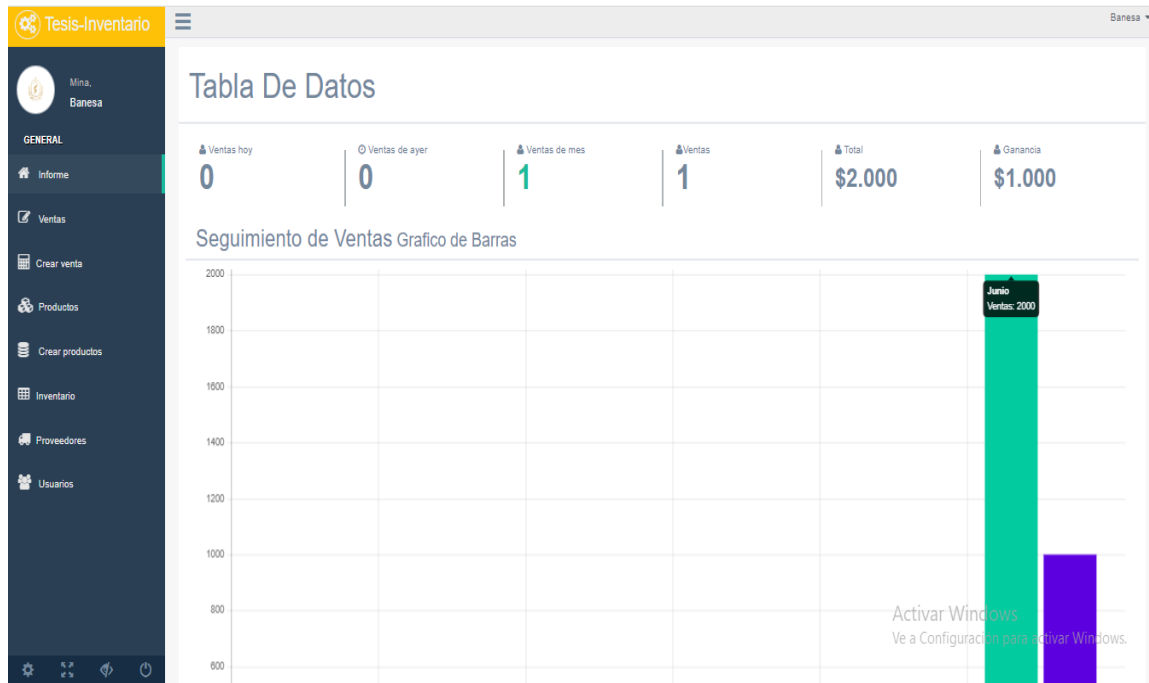 Tesis-Inventario
Banesa
Mina,
Banesa
GENERAL
Informe
Ventas
Crear venta
Productos
Crear productos
Inventario
Proveedores
Usuarios
Tabla De Datos
Ventas hoy
0
Ventas de ayer
0
Ventas de mes
1
Ventas
1
Total
$2.000
Ganancia
$1.000
Seguimiento de Ventas Grafico de Barras
2000
1800
1600
1400
1200
1000
800
600
Junio
Ventas: 2000
Activar Windows
Ve a Configuración para activar Windows.